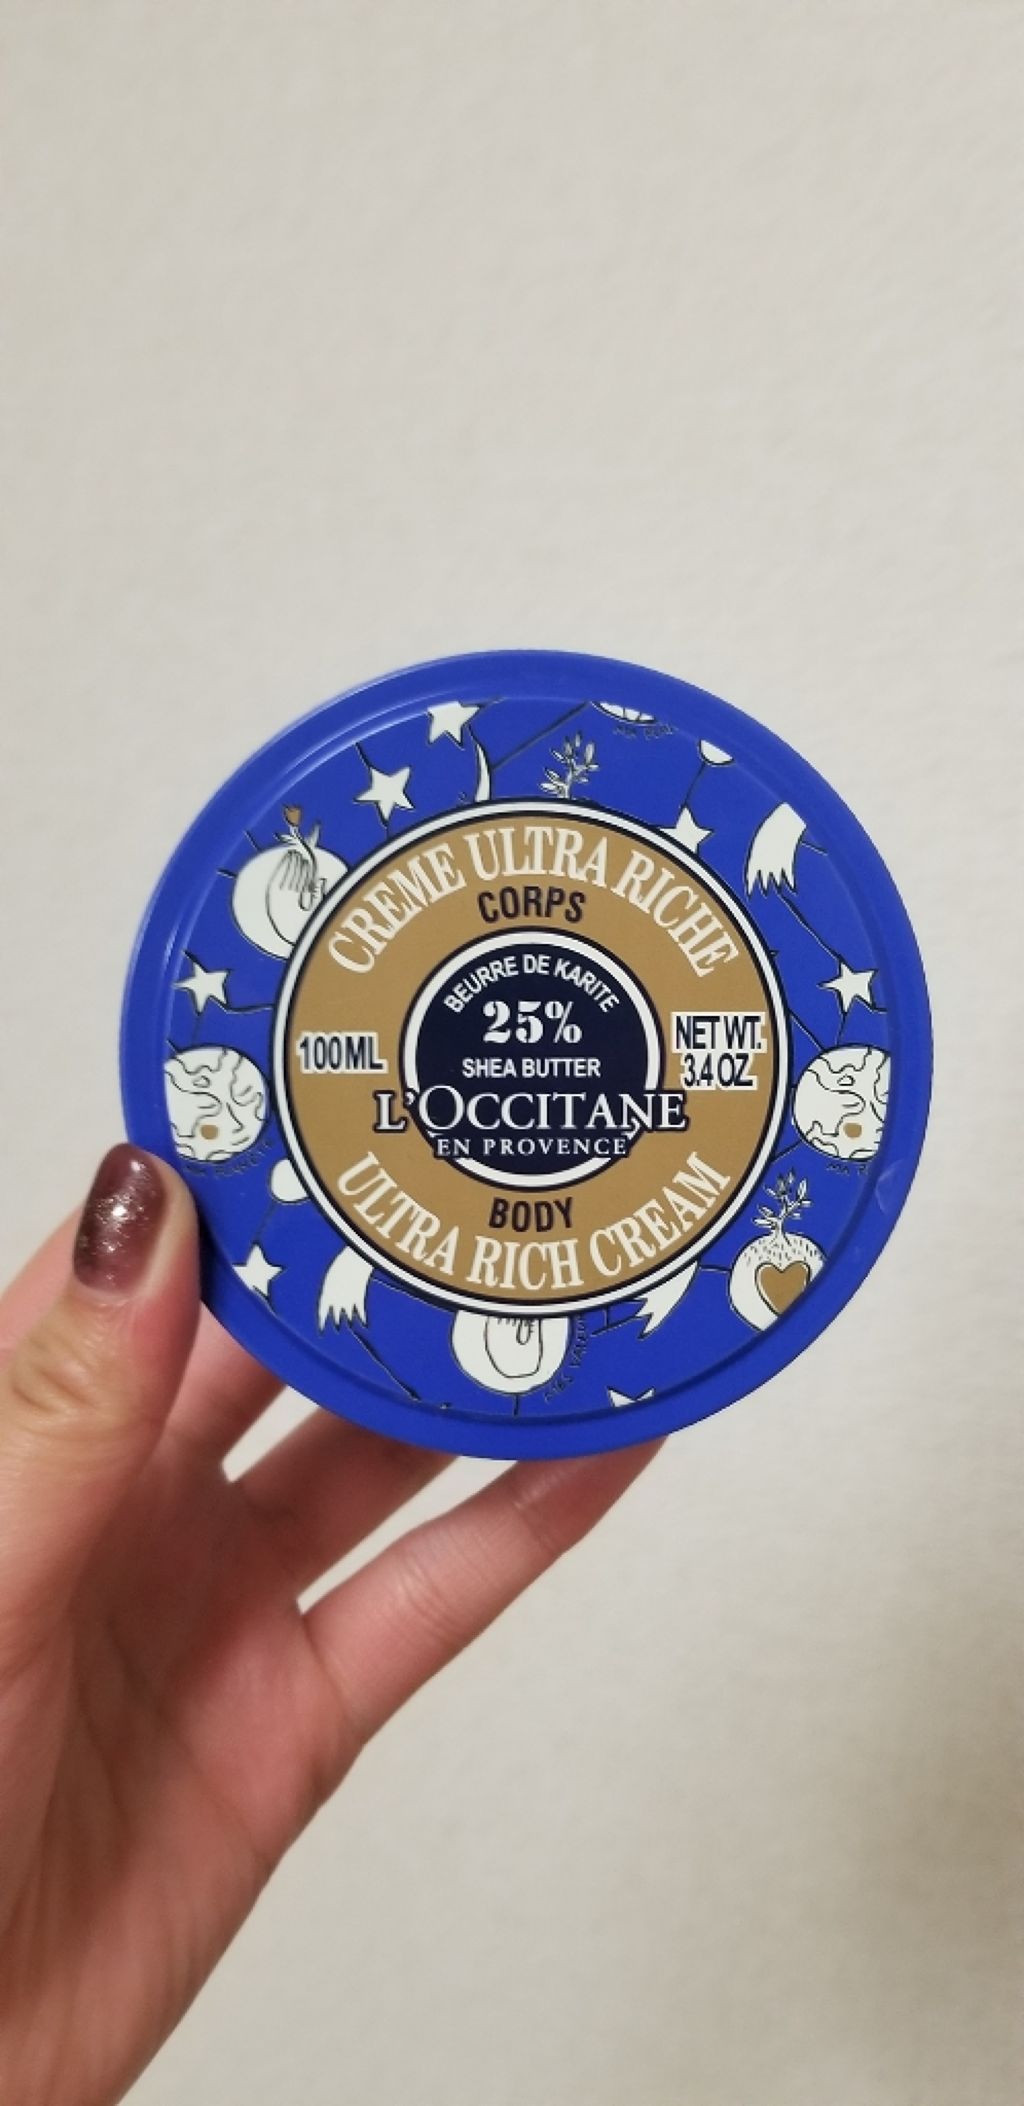 CREME ULTRA RICHE
CORPS
BEURRE DE KARITE
25%
SHEA BUTTER
100ML
NET WT.
3.4 OZ.
L'OCCITANE
EN PROVENCE
BODY
ULTRA RICH CREAM